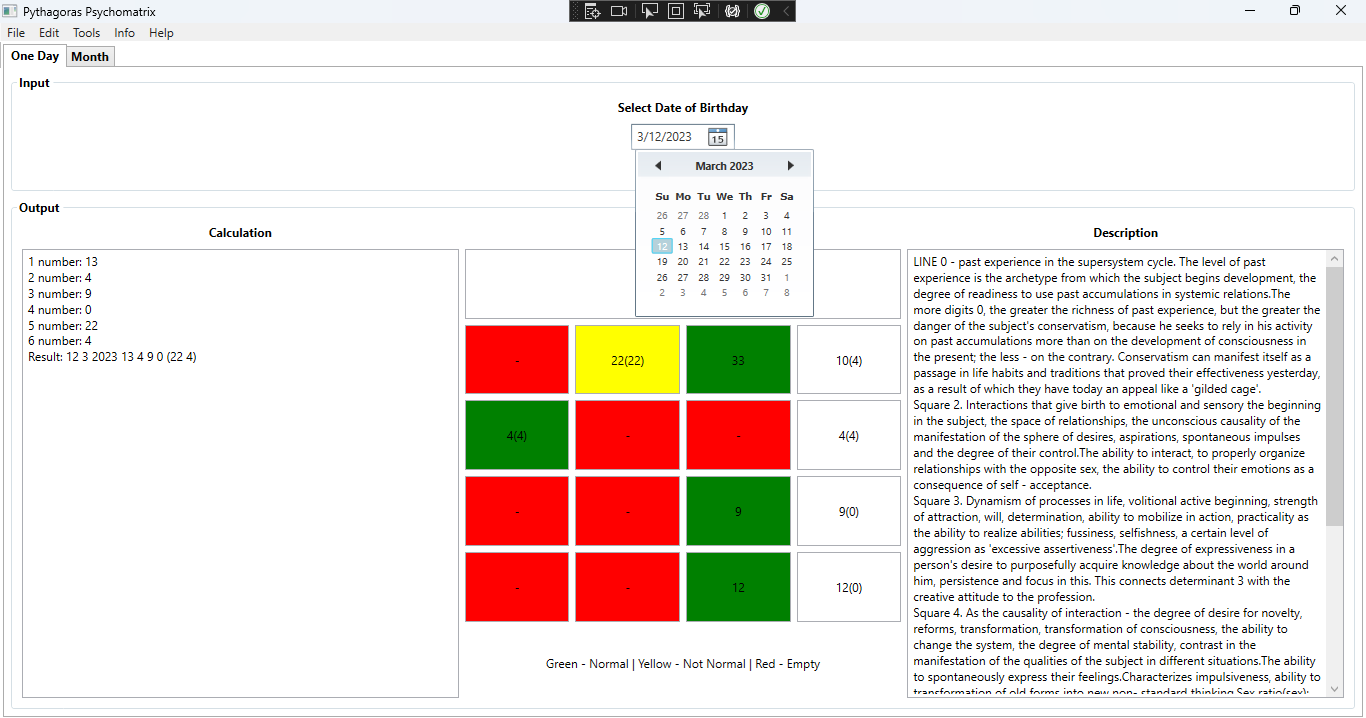 Pythagoras Psychomatrix
File Edit Tools Info Help
One Day Month
Input
Select Date of Birthday
3/12/2023 15
March 2023
Su Mo Tu We Th Fr Sa
26 27 28 1 2 3 4
5 6 7 8 9 10 11
12 13 14 15 16 17 18
19 20 21 22 23 24 25
26 27 28 29 30 31 1
2 3 4 5 6 7 8
Output
Calculation
1 number: 13
2 number: 4
3 number: 9
4 number: 0
5 number: 22
6 number: 4
Result: 12 3 2023 13 4 9 0 (22 4)
- 22(22) 33 10(4)
4(4) - - 4(4)
- - 9 9(0)
- - 12 12(0)
Green - Normal | Yellow - Not Normal | Red - Empty
Description
LINE 0 - past experience in the supersystem cycle. The level of past
experience is the archetype from which the subject begins development, the
degree of readiness to use past accumulations in systemic relations.The
more digits 0, the greater the richness of past experience, but the greater the
danger of the subject's conservatism, because he seeks to rely in his activity
on past accumulations more than on the development of consciousness in
the present; the less - on the contrary. Conservatism can manifest itself as a
passage in life habits and traditions that proved their effectiveness yesterday,
as a result of which they have today an appeal like a 'gilded cage'.
Square 2. Interactions that give birth to emotional and sensory the beginning
in the subject, the space of relationships, the unconscious causality of the
manifestation of the sphere of desires, aspirations, spontaneous impulses
and the degree of their control.The ability to interact, to properly organize
relationships with the opposite sex, the ability to control their emotions as a
consequence of self - acceptance.
Square 3. Dynamism of processes in life, volitional active beginning, strength
of attraction, will, determination, ability to mobilize in action, practicality as
the ability to realize abilities; fussiness, selfishness, a certain level of
aggression as 'excessive assertiveness'.The degree of expressiveness in a
person's desire to purposefully acquire knowledge about the world around
him, persistence and focus in this. This connects determinant 3 with the
creative attitude to the profession.
Square 4. As the causality of interaction - the degree of desire for novelty,
reforms, transformation, transformation of consciousness, the ability to
change the system, the degree of mental stability, contrast in the
manifestation of the qualities of the subject in different situations.The ability
to spontaneously express their feelings.Characterizes impulsiveness, ability to
transformation of old forms into new non- standard thinking Sex ratio(sex):